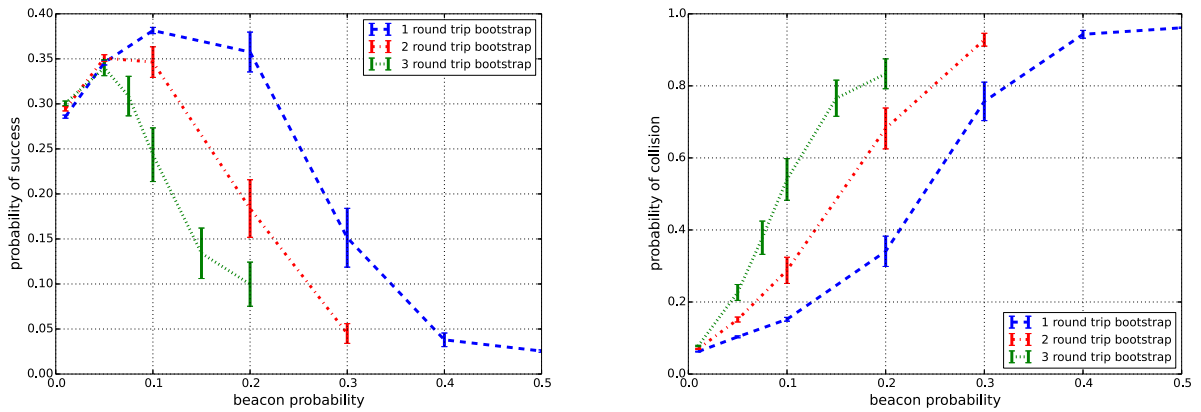 0.40
0.35
0.30
0.25
0.20
0.15
0.10
0.05
0.00
probability of success
0.0 0.1 0.2 0.3 0.4 0.5
beacon probability
1 round trip bootstrap
2 round trip bootstrap
3 round trip bootstrap
1.0
0.8
0.6
0.4
0.2
0.0
probability of collision
0.0 0.1 0.2 0.3 0.4 0.5
beacon probability
1 round trip bootstrap
2 round trip bootstrap
3 round trip bootstrap